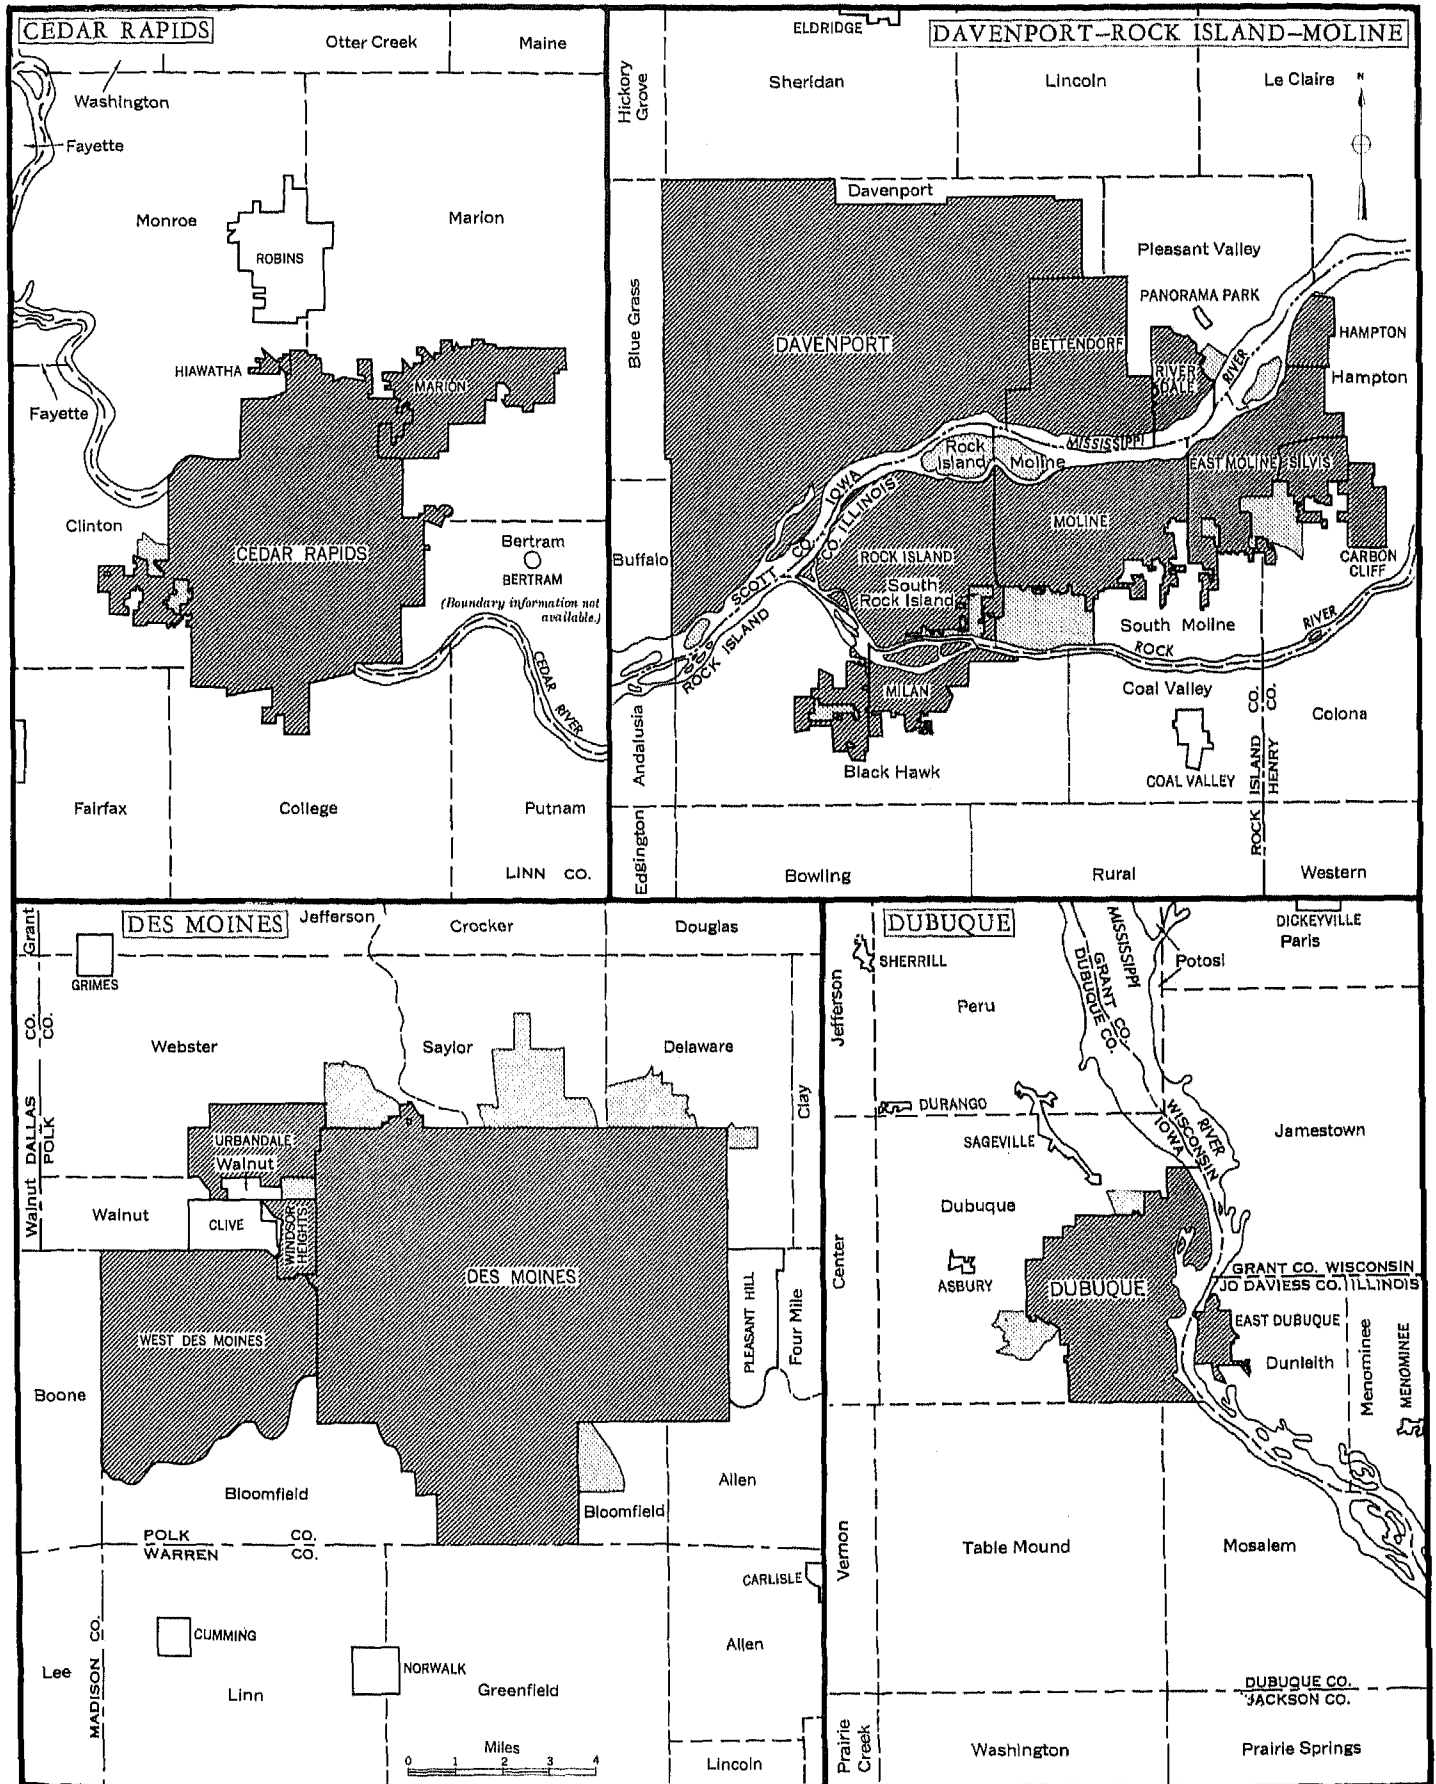 CEDAR RAPIDS
Otter Creek
Maine
Washington
Fayette
Monroe
Marion
ROBINS
HIAWATHA
MARION
Fayette
Clinton
CEDAR RAPIDS
Bertram
BERTRAM
(Boundary information not
available.)
CEDAR
RIVER
Fairfax
College
Putnam
LINN CO.
ELDRIDGE
DAVENPORT–ROCK ISLAND–MOLINE
Hickory
Grove
Sheridan
Lincoln
Le Claire
N
Davenport
Pleasant Valley
PANORAMA PARK
Blue Grass
DAVENPORT
BETTENDORF
RIVER
DALE
RIVER
HAMPTON
Hampton
MISSISSIPPI
Rock
Island
Moline
EAST MOLINE
SILVIS
IOWA
ILLINOIS
MOLINE
Buffalo
SCOTT CO.
ROCK ISLAND CO.
ROCK ISLAND
South
Rock Island
CARBON
CLIFF
South Moline
ROCK
RIVER
MILAN
Coal Valley
Andalusia
Colona
Black Hawk
COAL VALLEY
ROCK ISLAND CO.
HENRY CO.
Edgington
Bowling
Rural
Western
Grant
DES MOINES
Jefferson
Crocker
Douglas
GRIMES
DALLAS CO.
POLK CO.
Webster
Saylor
Delaware
Clay
URBANDALE
Walnut
Walnut
Walnut
CLIVE
WINDSOR
HEIGHTS
DES MOINES
WEST DES MOINES
PLEASANT HILL
Four Mile
Boone
Bloomfield
Bloomfield
Allen
POLK CO.
WARREN CO.
CARLISLE
CUMMING
MADISON CO.
Lee
Linn
NORWALK
Greenfield
Allen
Miles
0 1 2 3 4
Lincoln
DUBUQUE
SHERRILL
MISSISSIPPI
GRANT CO.
DUBUQUE CO.
DICKEYVILLE
Paris
Potosi
Jefferson
Peru
DURANGO
SAGEVILLE
WISCONSIN
IOWA
RIVER
Jamestown
Dubuque
Center
ASBURY
DUBUQUE
GRANT CO. WISCONSIN
JO DAVIESS CO. ILLINOIS
EAST DUBUQUE
Dunleith
Menominee
MENOMINEE
Vernon
Table Mound
Mosalem
DUBUQUE CO.
JACKSON CO.
Prairie
Creek
Washington
Prairie Springs